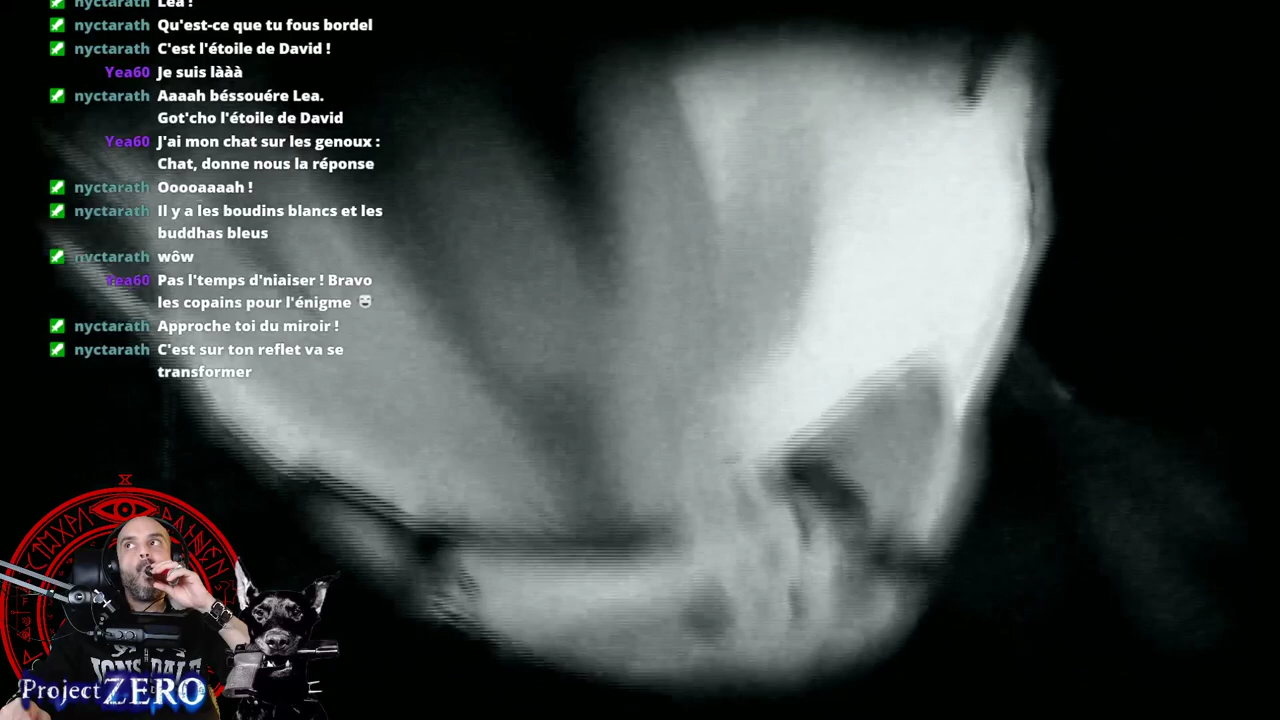 Lea !
nyctarath Qu'est-ce que tu fous bordel
nyctarath C'est l'étoile de David !
Yea60 Je suis lààà
nyctarath Aaaah béssouére Lea.
Got'cho l'étoile de David
Yea60 J'ai mon chat sur les genoux :
Chat, donne nous la réponse
nyctarath Ooooaaaah !
nyctarath Il y a les boudins blancs et les
buddhas bleus
nyctarath wôw
Yea60 Pas l'temps d'niaiser ! Bravo
les copains pour l'énigme
nyctarath Approche toi du miroir !
nyctarath C'est sur ton reflet va se
transformer
Project ZERO